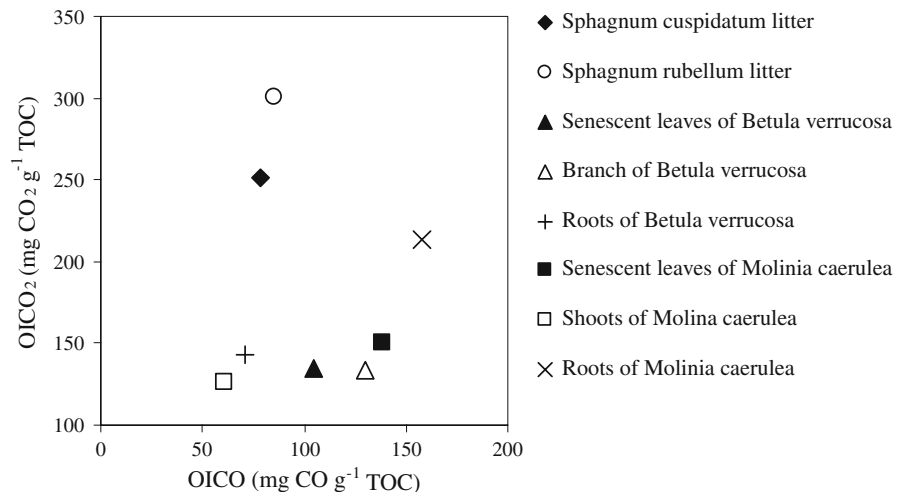 350
300
250
200
150
100
OICO₂ (mg CO₂ g⁻¹ TOC)
0
50
100
150
200
OICO (mg CO g⁻¹ TOC)
Sphagnum cuspidatum litter
Sphagnum rubellum litter
Senescent leaves of Betula verrucosa
Branch of Betula verrucosa
Roots of Betula verrucosa
Senescent leaves of Molinia caerulea
Shoots of Molina caerulea
Roots of Molinia caerulea